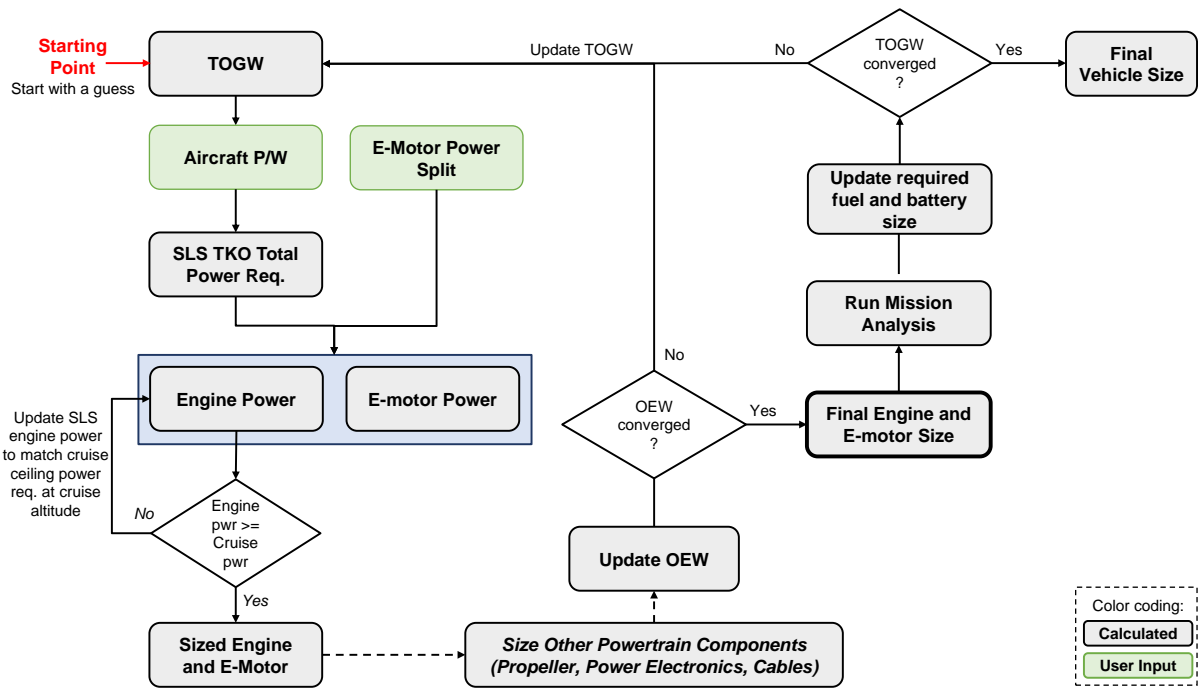 Starting
Point
Start with a guess
TOGW
Update TOGW
No
TOGW
converged
?
Yes
Final
Vehicle Size
Aircraft P/W
E-Motor Power
Split
Update required
fuel and battery
size
SLS TKO Total
Power Req.
Run Mission
Analysis
Engine Power
E-motor Power
No
OEW
converged
?
Yes
Final Engine and
E-motor Size
Update SLS
engine power
to match cruise
ceiling power
req. at cruise
altitude
No
Engine
pwr >=
Cruise
pwr
Yes
Update OEW
Sized Engine
and E-Motor
Size Other Powertrain Components
(Propeller, Power Electronics, Cables)
Color coding:
Calculated
User Input